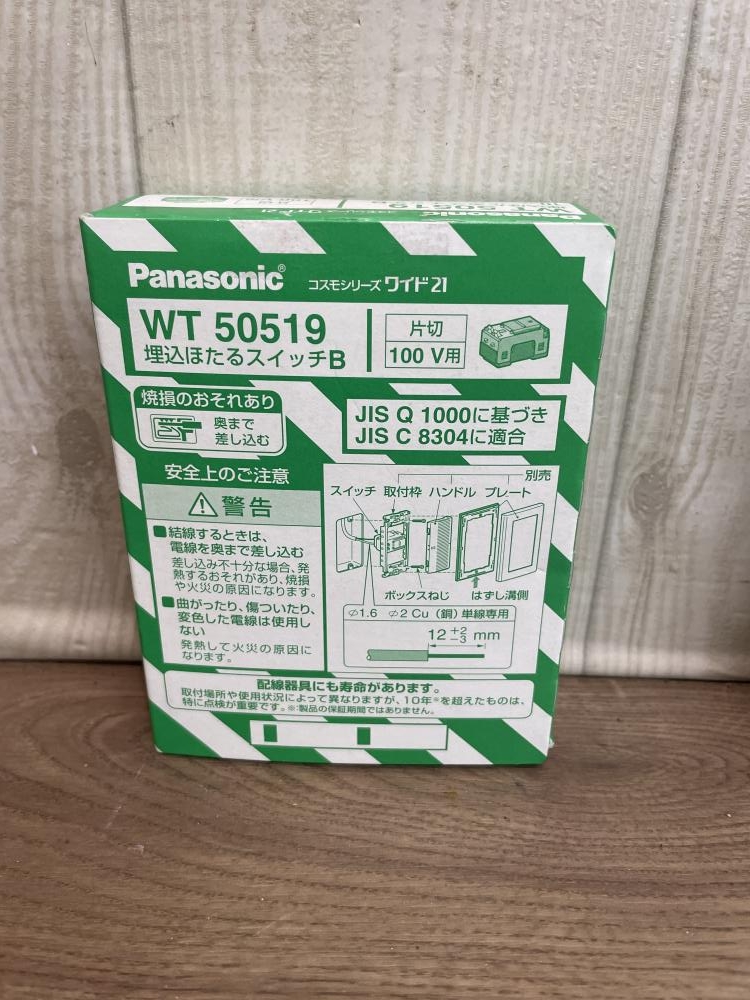 Panasonic コスモシリーズ ワイド21
Panasonic® コスモシリーズ ワイド21
WT 50519
埋込ほたるスイッチB
片切
100 V用
焼損のおそれあり
奥まで
差し込む
JIS Q 1000に基づき
JIS C 8304に適合
安全上のご注意
警告
■結線するときは、
電線を奥まで差し込む
差し込み不十分な場合、発
熱するおそれがあり、焼損
や火災の原因になります。
■曲がったり、傷ついたり、
変色した電線は使用し
ない
発熱して火災の原因に
なります。
別売
スイッチ 取付枠 ハンドル プレート
ボックスねじ はずし溝側
φ1.6 φ2 Cu (銅) 単線専用
12 +2 −3 mm
配線器具にも寿命があります。
取付場所や使用状況によって異なりますが、10年※を超えたものは、
特に点検が重要です。※:製品の保証期間ではありません。